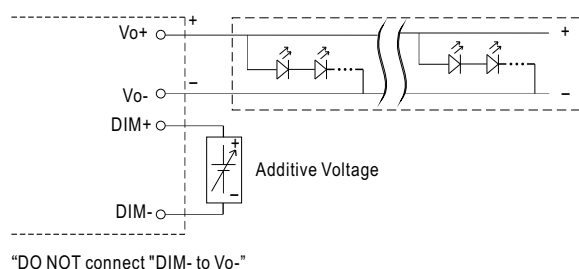 Vo+
+
+
Vo-
−
−
DIM+
+
Additive Voltage
−
DIM-
“DO NOT connect "DIM- to Vo-”